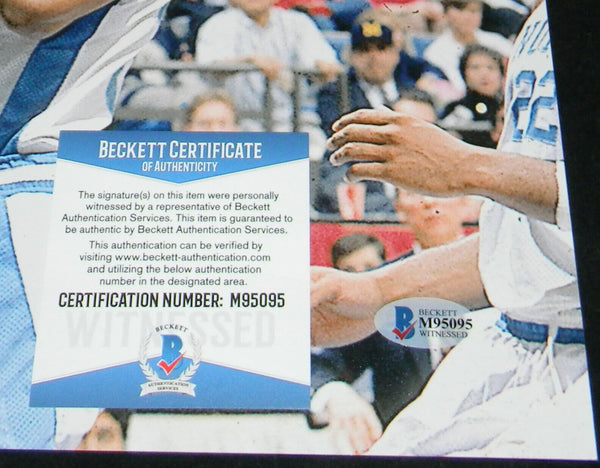 BECKETT CERTIFICATE
OF AUTHENTICITY
The signature(s) on this item were personally
witnessed by a representative of Beckett
Authentication Services. This item is guaranteed to
be authentic by Beckett Authentication Services.
This authentication can be verified by
visiting www.beckett-authentication.com
and utilizing the below authentication
number in the designated area.
CERTIFICATION NUMBER: M95095
WITNESSED
BECKETT
B
AUTHENTICATION
SERVICES
B
BECKETT
M95095
WITNESSED
22